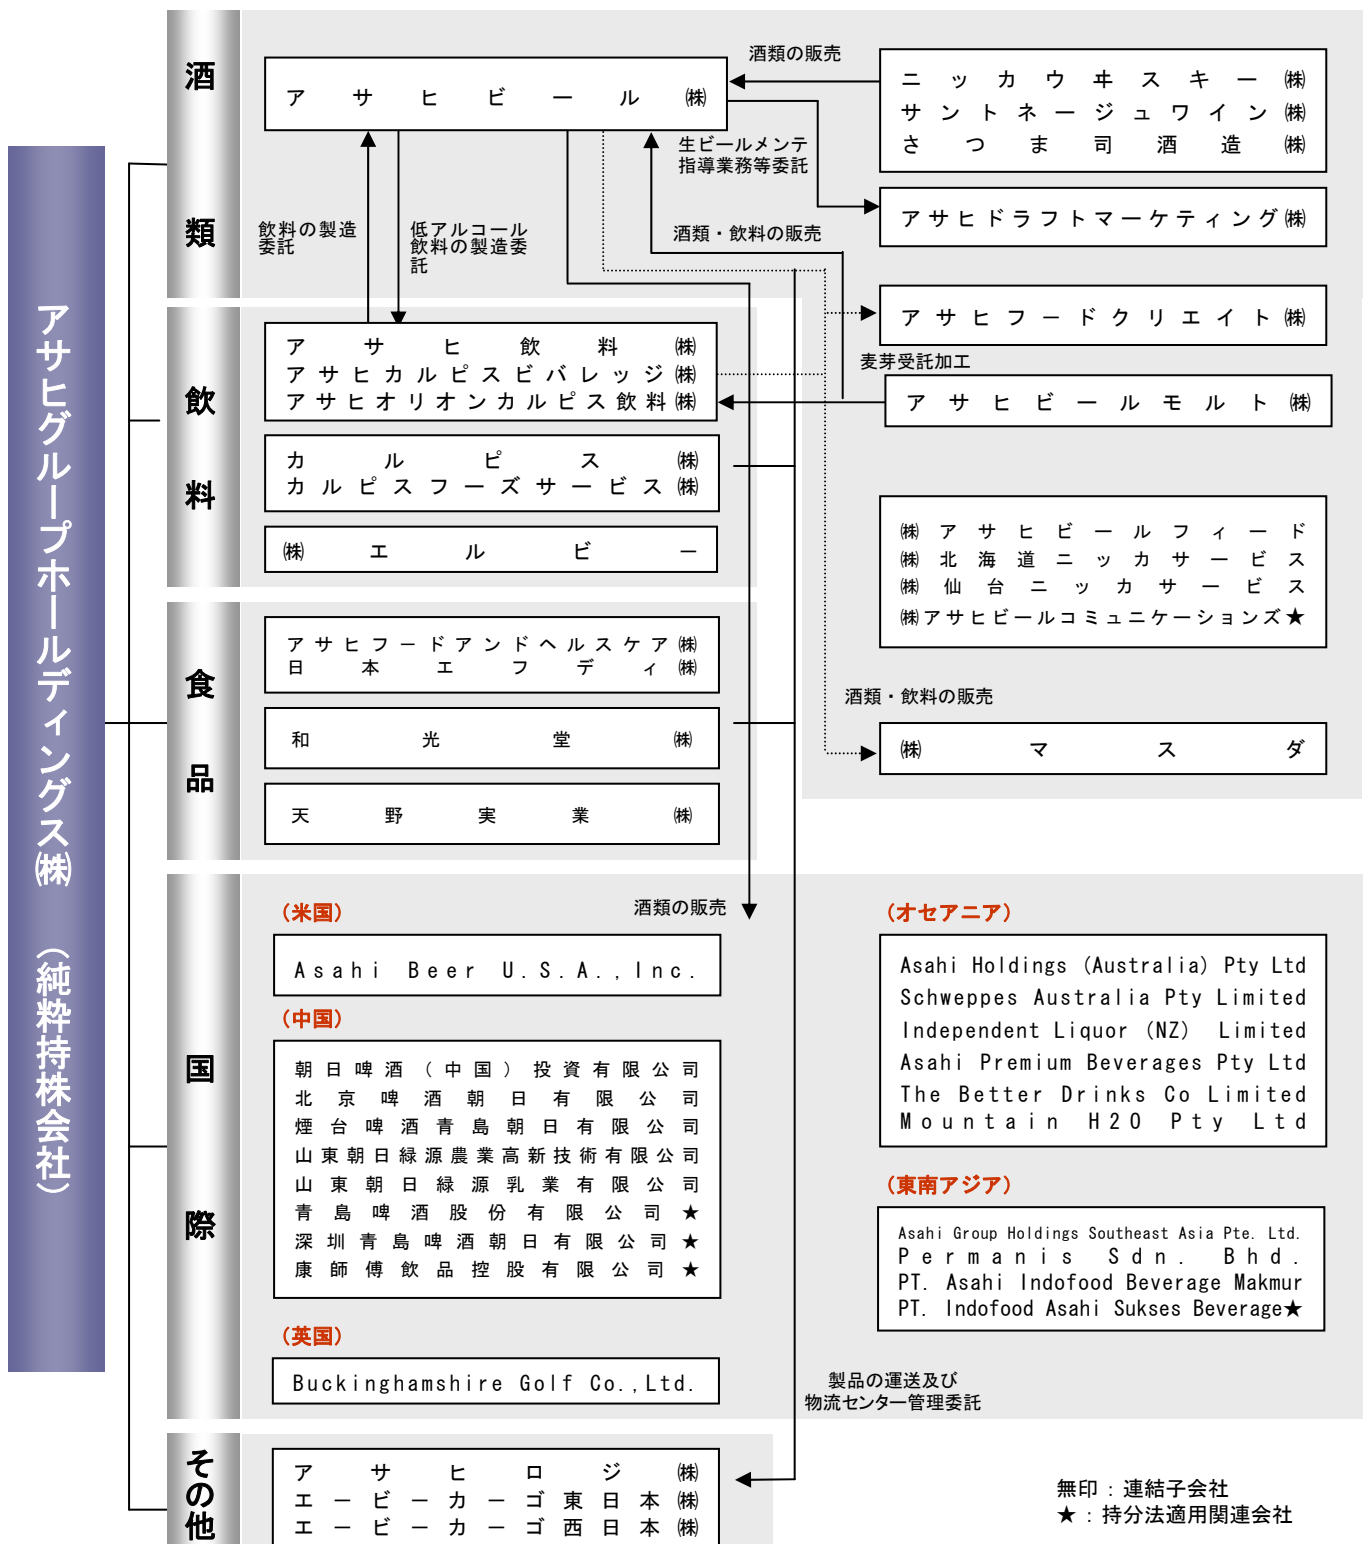 アサヒグループホールディングス㈱ (純粋持株会社)
酒類
アサヒビール㈱
酒類の販売
ニッカウヰスキー㈱
サントネージュワイン㈱
さつま司酒造㈱
生ビールメンテ
指導業務等委託
アサヒドラフトマーケティング㈱
飲料の製造
委託
低アルコール
飲料の製造委
託
酒類・飲料の販売
アサヒフードクリエイト㈱
麦芽受託加工
アサヒビールモルト㈱
㈱アサヒビールフィード
㈱北海道ニッカサービス
㈱仙台ニッカサービス
㈱アサヒビールコミュニケーションズ★
酒類・飲料の販売
㈱マスダ
飲料
アサヒ飲料㈱
アサヒカルピスビバレッジ㈱
アサヒオリオンカルピス飲料㈱
カルピス㈱
カルピスフーズサービス㈱
㈱エルビー
食品
アサヒフードアンドヘルスケア㈱
日本エフディ㈱
和光堂㈱
天野実業㈱
国際
(米国)
酒類の販売
Asahi Beer U.S.A.,Inc.
(中国)
朝日啤酒(中国)投資有限公司
北京啤酒朝日有限公司
煙台啤酒青島朝日有限公司
山東朝日緑源農業高新技術有限公司
山東朝日緑源乳業有限公司
青島啤酒股份有限公司★
深圳青島啤酒朝日有限公司★
康師傅飲品控股有限公司★
(英国)
Buckinghamshire Golf Co.,Ltd.
(オセアニア)
Asahi Holdings (Australia) Pty Ltd
Schweppes Australia Pty Limited
Independent Liquor (NZ) Limited
Asahi Premium Beverages Pty Ltd
The Better Drinks Co Limited
Mountain H2O Pty Ltd
(東南アジア)
Asahi Group Holdings Southeast Asia Pte. Ltd.
Permanis Sdn. Bhd.
PT. Asahi Indofood Beverage Makmur
PT. Indofood Asahi Sukses Beverage★
製品の運送及び
物流センター管理委託
その他
アサヒロジ㈱
エービーカーゴ東日本㈱
エービーカーゴ西日本㈱
無印：連結子会社
★：持分法適用関連会社